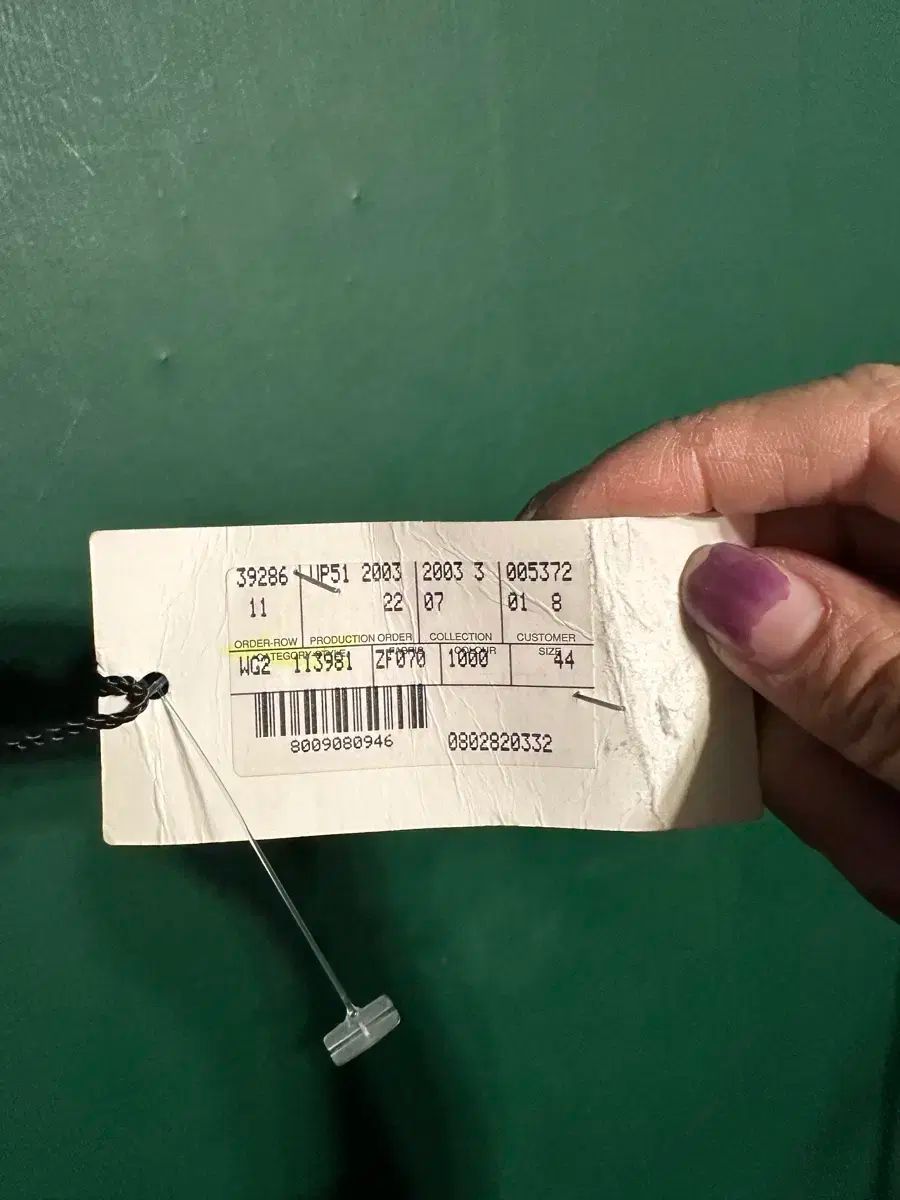 39286 UP51 2003 2003 3 005372
11 22 07 01 8
ORDER-ROW PRODUCTION ORDER COLLECTION CUSTOMER
CATEGORY-STYLE FABRIC COLOUR SIZE
WG2 113981 ZF070 1000 44
8009080946 0802820332